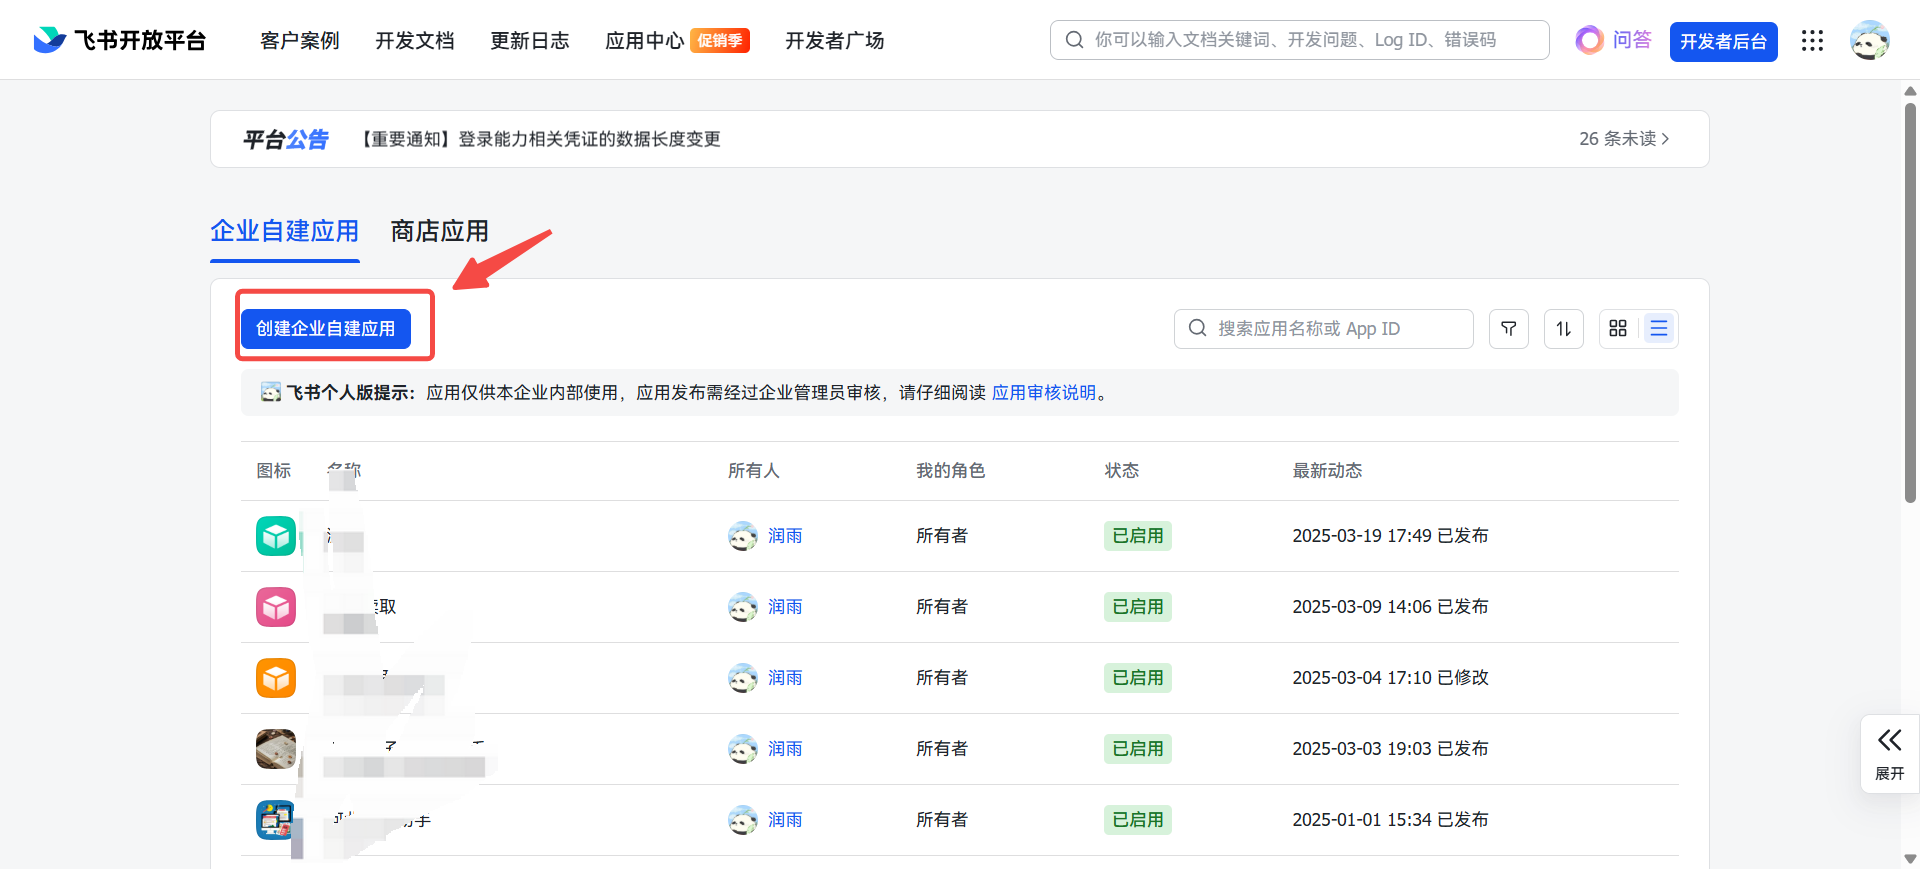 飞书开放平台 客户案例 开发文档 更新日志 应用中心 促销季 开发者广场 你可以输入文档关键词、开发问题、Log ID、错误码 问答 开发者后台
平台公告 【重要通知】登录能力相关凭证的数据长度变更 26 条未读
企业自建应用 商店应用
创建企业自建应用 搜索应用名称或 App ID
飞书个人版提示：应用仅供本企业内部使用，应用发布需经过企业管理员审核，请仔细阅读 应用审核说明。
图标 名称 所有人 我的角色 状态 最新动态
润雨 所有者 已启用 2025-03-19 17:49 已发布
取 润雨 所有者 已启用 2025-03-09 14:06 已发布
润雨 所有者 已启用 2025-03-04 17:10 已修改
润雨 所有者 已启用 2025-03-03 19:03 已发布
手 润雨 所有者 已启用 2025-01-01 15:34 已发布
展开